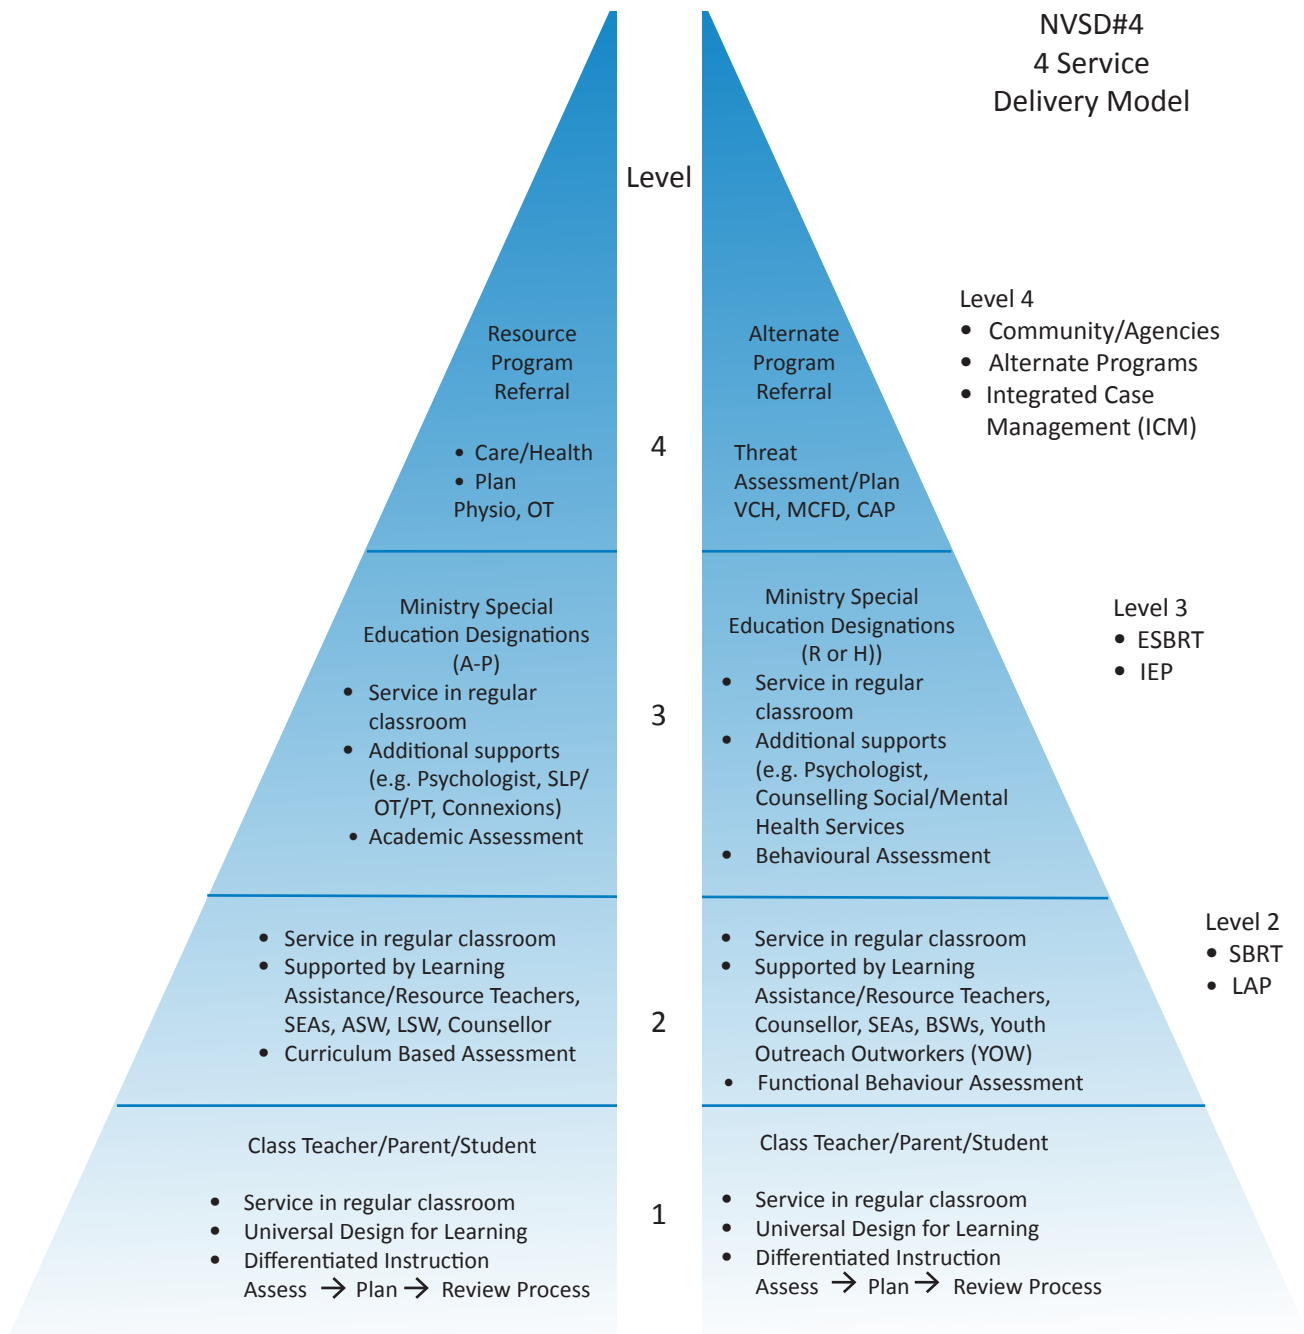 NVSD#4
4 Service
Delivery Model
Level
Resource
Program
Referral
• Care/Health
• Plan
Physio, OT
4
Alternate
Program
Referral
Threat
Assessment/Plan
VCH, MCFD, CAP
Level 4
• Community/Agencies
• Alternate Programs
• Integrated Case
Management (ICM)
Ministry Special
Education Designations
(A-P)
• Service in regular
classroom
• Additional supports
(e.g. Psychologist, SLP/
OT/PT, Connexions)
• Academic Assessment
3
Ministry Special
Education Designations
(R or H))
• Service in regular
classroom
• Additional supports
(e.g. Psychologist,
Counselling Social/Mental
Health Services
• Behavioural Assessment
Level 3
• ESBRT
• IEP
• Service in regular classroom
• Supported by Learning
Assistance/Resource Teachers,
SEAs, ASW, LSW, Counsellor
• Curriculum Based Assessment
2
• Service in regular classroom
• Supported by Learning
Assistance/Resource Teachers,
Counsellor, SEAs, BSWs, Youth
Outreach Outworkers (YOW)
• Functional Behaviour Assessment
Level 2
• SBRT
• LAP
Class Teacher/Parent/Student
• Service in regular classroom
• Universal Design for Learning
• Differentiated Instruction
Assess → Plan → Review Process
1
Class Teacher/Parent/Student
• Service in regular classroom
• Universal Design for Learning
• Differentiated Instruction
Assess → Plan → Review Process